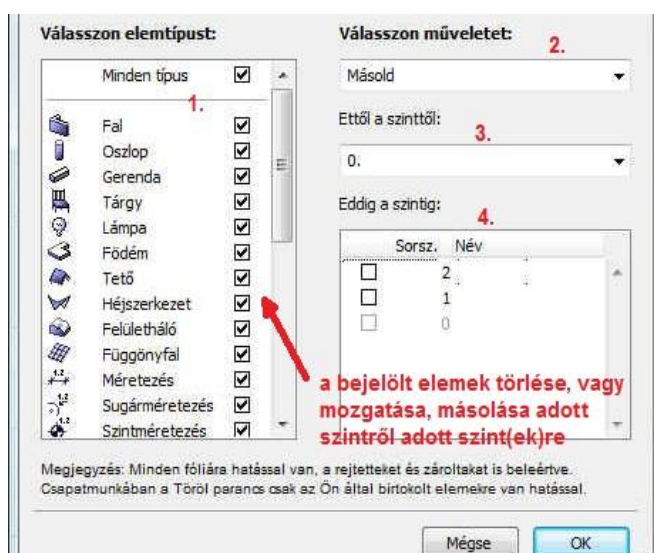 Válasszon elemtípust:
Minden típus
1.
Fal
Oszlop
Gerenda
Tárgy
Lámpa
Födém
Tető
Héjszerkezet
Felületháló
Függönyfal
Méretezés
Sugárméretezés
Szintméretezés
Válasszon műveletet:
2.
Másold
Ettől a szinttől:
3.
0.
Eddig a szintig:
4.
Sorsz. Név
2
1
0
a bejelölt elemek törlése, vagy
mozgatása, másolása adott
szintről adott szint(ek)re
Megjegyzés: Minden fóliára hatással van, a rejtetteket és zároltakat is beleértve.
Csapatmunkában a Töröl parancs csak az Ön által birtokolt elemekre van hatással.
Mégse OK